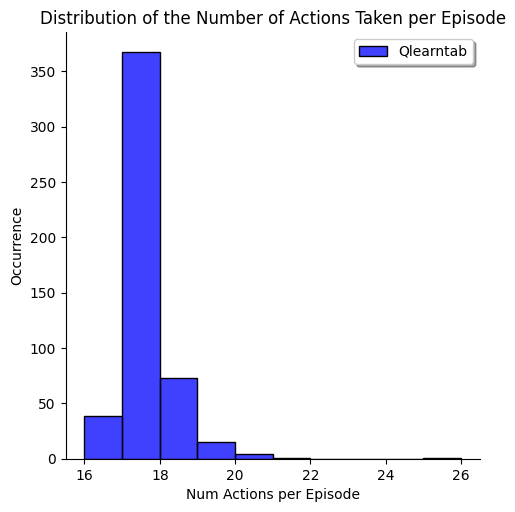 Distribution of the Number of Actions Taken per Episode
Qlearntab
350
300
250
200
150
100
50
0
Occurrence
16 18 20 22 24 26
Num Actions per Episode